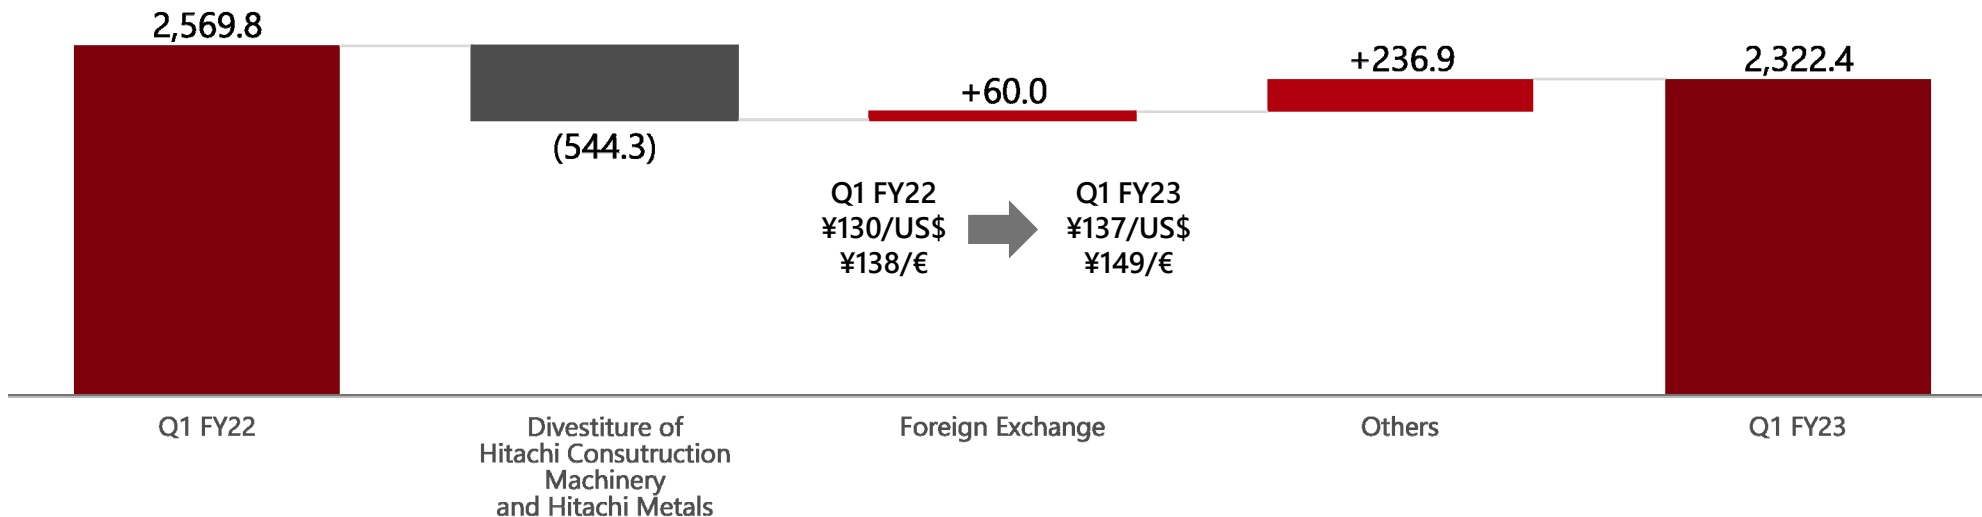 2,569.8
(544.3)
+60.0
+236.9
2,322.4
Q1 FY22
¥130/US$
¥138/€
Q1 FY23
¥137/US$
¥149/€
Q1 FY22
Divestiture of
Hitachi Consutruction
Machinery
and Hitachi Metals
Foreign Exchange
Others
Q1 FY23